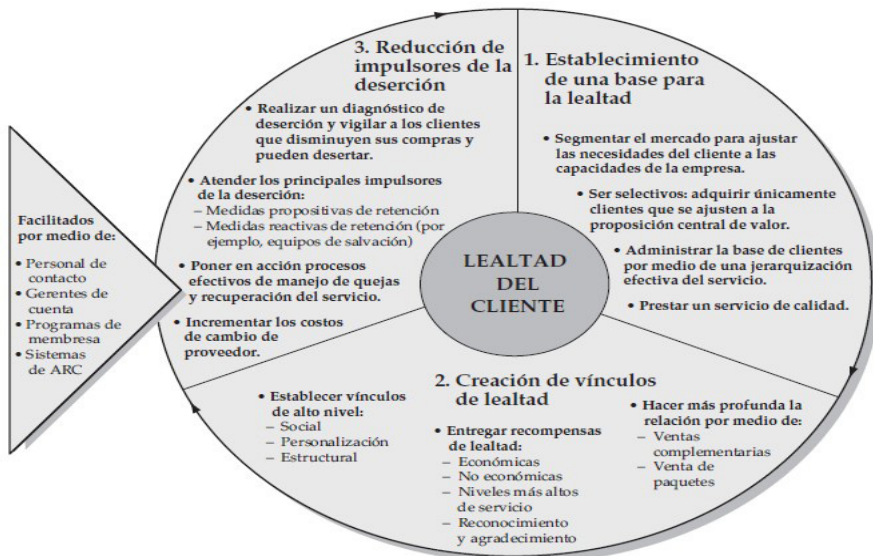 3. Reducción de
impulsores de la
deserción
• Realizar un diagnóstico de
deserción y vigilar a los clientes
que disminuyen sus compras y
pueden desertar.
• Atender los principales impulsores
de la deserción:
– Medidas propositivas de retención
– Medidas reactivas de retención (por
ejemplo, equipos de salvación)
• Poner en acción procesos
efectivos de manejo de quejas
y recuperación del servicio.
• Incrementar los costos
de cambio de
proveedor.
1. Establecimiento
de una base para
la lealtad
• Segmentar el mercado para ajustar
las necesidades del cliente a las
capacidades de la empresa.
• Ser selectivos: adquirir únicamente
clientes que se ajusten a la
proposición central de valor.
• Administrar la base de clientes
por medio de una jerarquización
efectiva del servicio.
• Prestar un servicio de calidad.
LEALTAD
DEL
CLIENTE
Facilitados
por medio de:
• Personal de
contacto
• Gerentes de
cuenta
• Programas de
membresa
• Sistemas
de ARC
2. Creación de vínculos
de lealtad
• Establecer vínculos
de alto nivel:
– Social
– Personalización
– Estructural
• Entregar recompensas
de lealtad:
– Económicas
– No económicas
– Niveles más altos
de servicio
– Reconocimiento
y agradecimiento
• Hacer más profunda la
relación por medio de:
– Ventas
complementarias
– Venta de
paquetes